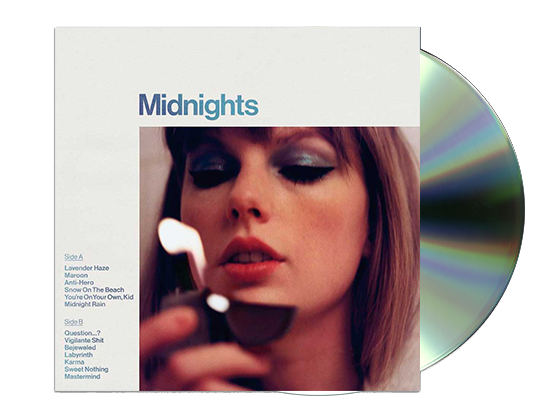 Midnights
Side A
Lavender Haze
Maroon
Anti-Hero
Snow On The Beach
You're On Your Own, Kid
Midnight Rain
Side B
Question...?
Vigilante Shit
Bejeweled
Labyrinth
Karma
Sweet Nothing
Mastermind